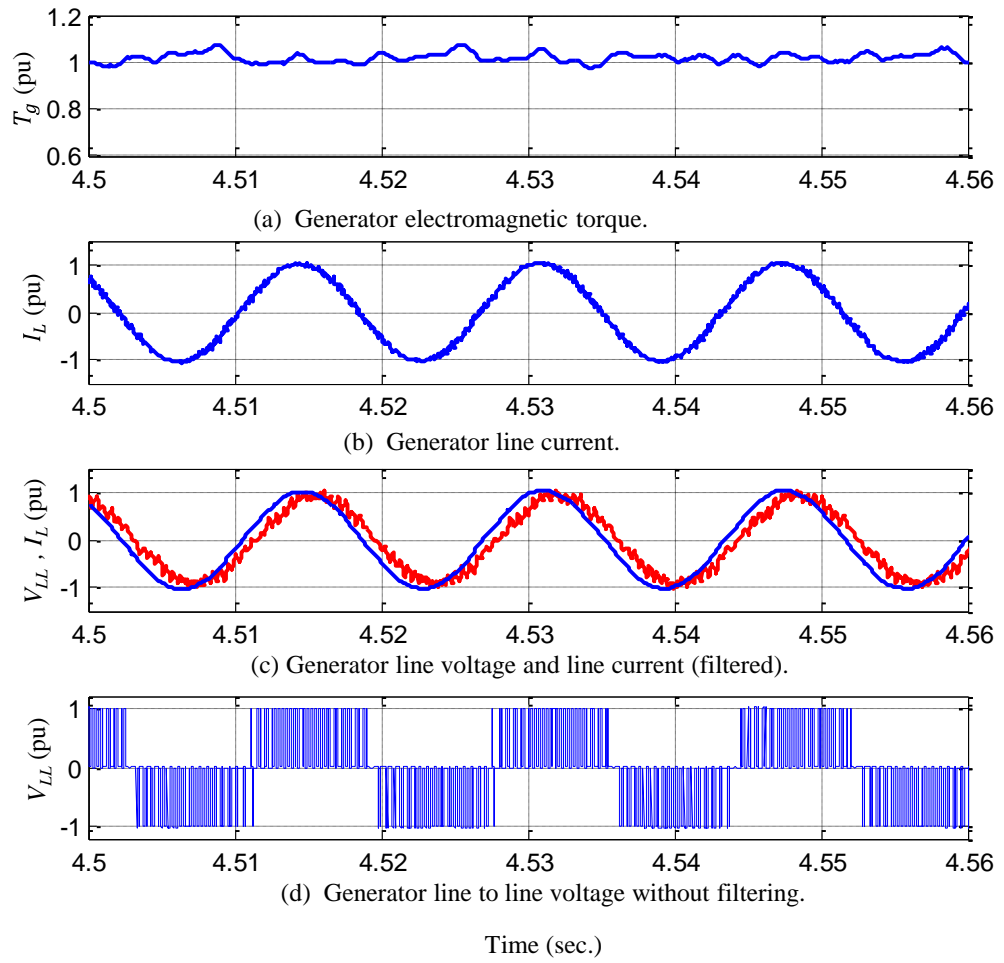 1.2
1
0.8
0.6
T_g (pu)
4.5 4.51 4.52 4.53 4.54 4.55 4.56
(a) Generator electromagnetic torque.
1
0
-1
I_L (pu)
4.5 4.51 4.52 4.53 4.54 4.55 4.56
(b) Generator line current.
1
0
-1
V_LL , I_L (pu)
4.5 4.51 4.52 4.53 4.54 4.55 4.56
(c) Generator line voltage and line current (filtered).
1
0
-1
V_LL (pu)
4.5 4.51 4.52 4.53 4.54 4.55 4.56
(d) Generator line to line voltage without filtering.
Time (sec.)